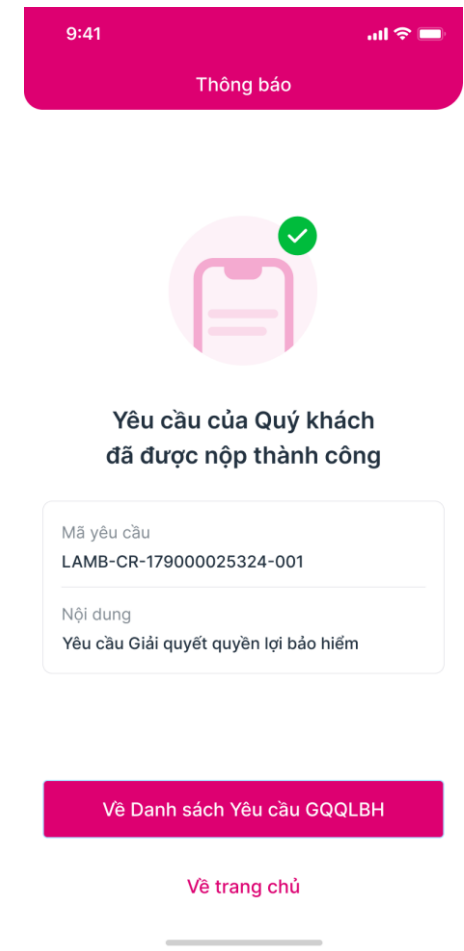 9:41
Thông báo
Yêu cầu của Quý khách
đã được nộp thành công
Mã yêu cầu
LAMB-CR-179000025324-001
Nội dung
Yêu cầu Giải quyết quyền lợi bảo hiểm
Về Danh sách Yêu cầu GQQLBH
Về trang chủ